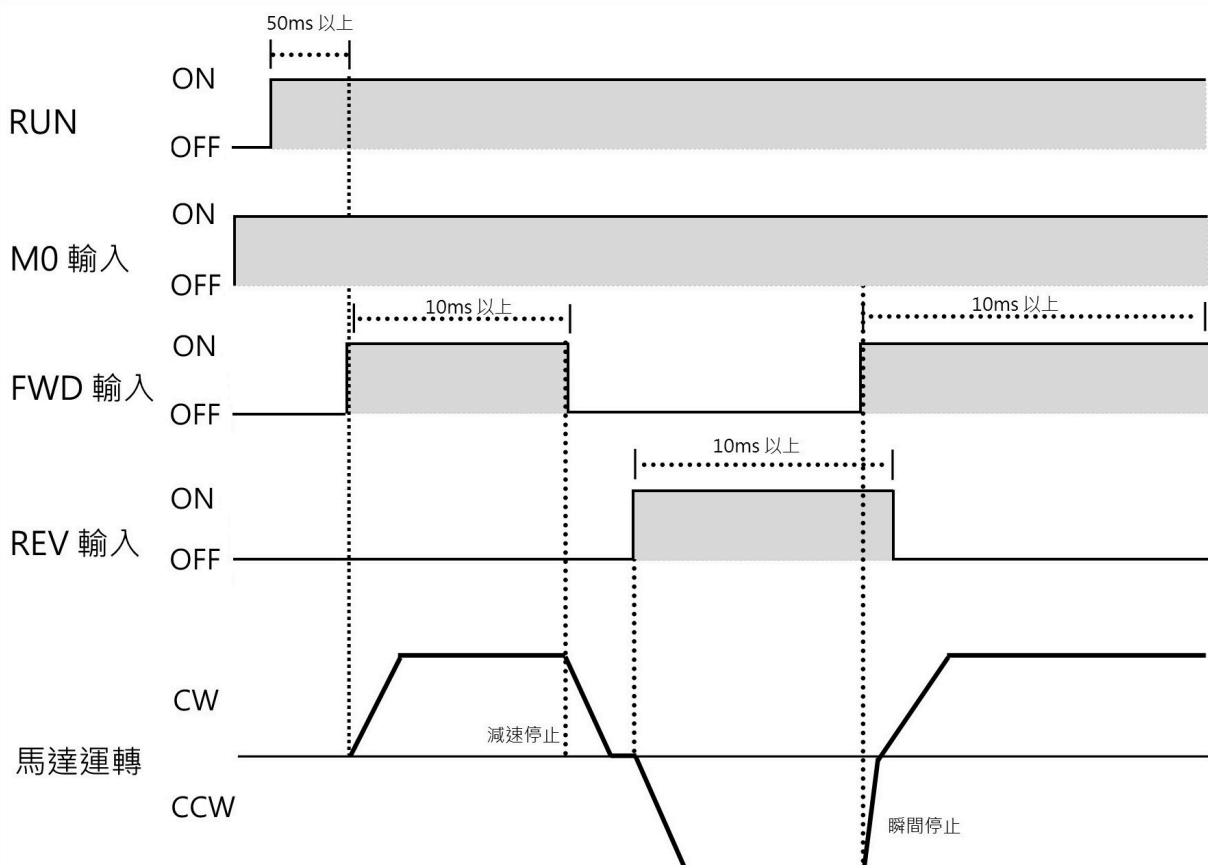 50ms 以上
ON
RUN
OFF
ON
M0 輸入
OFF
10ms 以上
10ms 以上
ON
FWD 輸入
OFF
10ms 以上
ON
REV 輸入
OFF
CW
減速停止
馬達運轉
CCW
瞬間停止